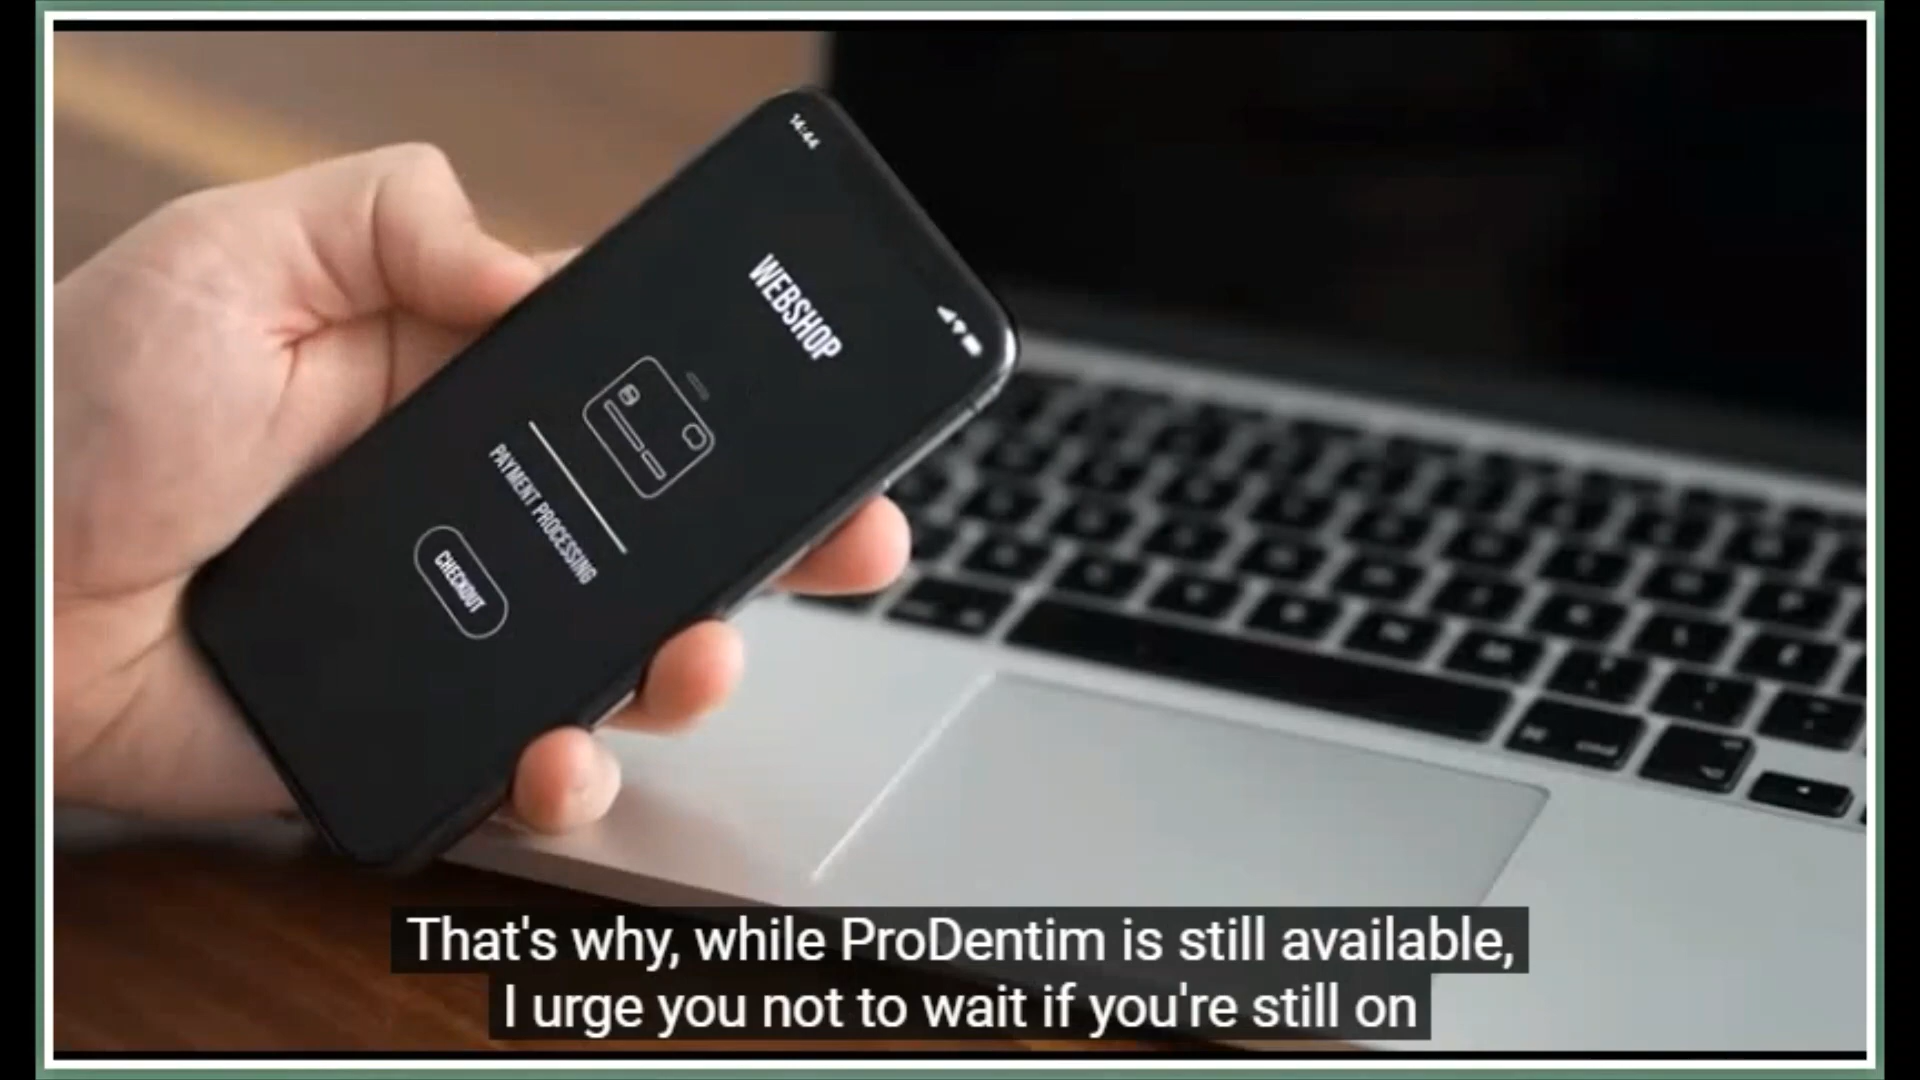 14:44
WEBSHOP
PAYMENT PROCESSING
CHECKOUT
That's why, while ProDentim is still available,
I urge you not to wait if you're still on